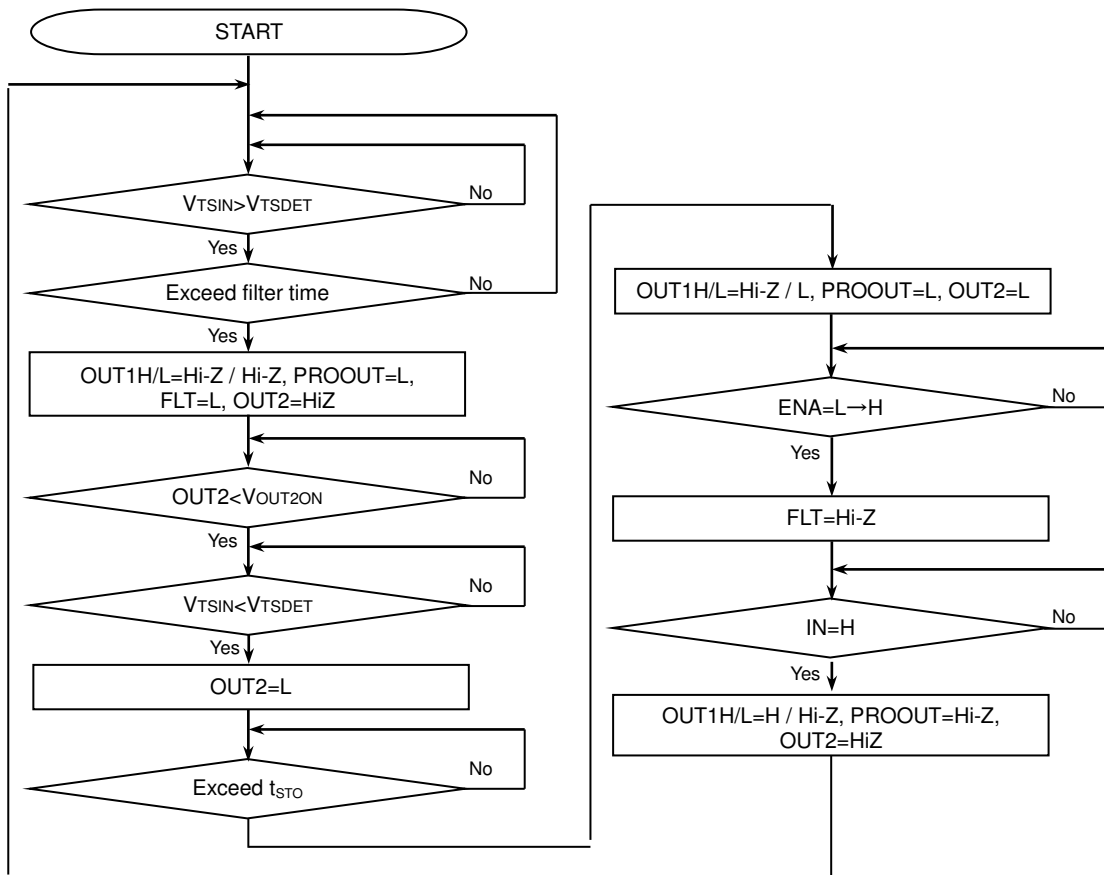 START
VTSIN>VTSDET
No
Yes
Exceed filter time
No
Yes
OUT1H/L=Hi-Z / Hi-Z, PROOUT=L,
FLT=L, OUT2=HiZ
OUT2<VOUT2ON
No
Yes
VTSIN<VTSDET
No
Yes
OUT2=L
Exceed tSTO
No
OUT1H/L=Hi-Z / L, PROOUT=L, OUT2=L
ENA=L→H
No
Yes
FLT=Hi-Z
IN=H
No
Yes
OUT1H/L=H / Hi-Z, PROOUT=Hi-Z,
OUT2=HiZ